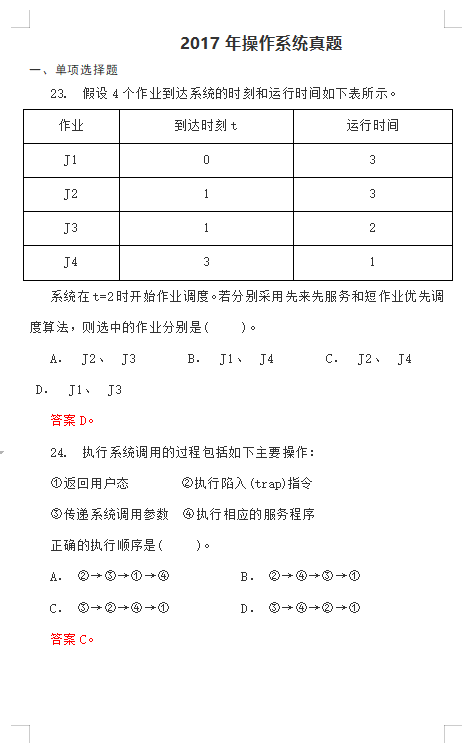 2017 年操作系统真题
一、单项选择题
23. 假设 4 个作业到达系统的时刻和运行时间如下表所示。
作业 到达时刻 t 运行时间
J1 0 3
J2 1 3
J3 1 2
J4 3 1
系统在 t=2 时开始作业调度。若分别采用先来先服务和短作业优先调
度算法，则选中的作业分别是( )。
A. J2、 J3 B. J1、 J4 C. J2、 J4
D. J1、 J3
答案 D。
24. 执行系统调用的过程包括如下主要操作：
①返回用户态 ②执行陷入(trap)指令
③传递系统调用参数 ④执行相应的服务程序
正确的执行顺序是( )。
A. ②→③→①→④ B. ②→④→③→①
C. ③→②→④→① D. ③→④→②→①
答案 C。